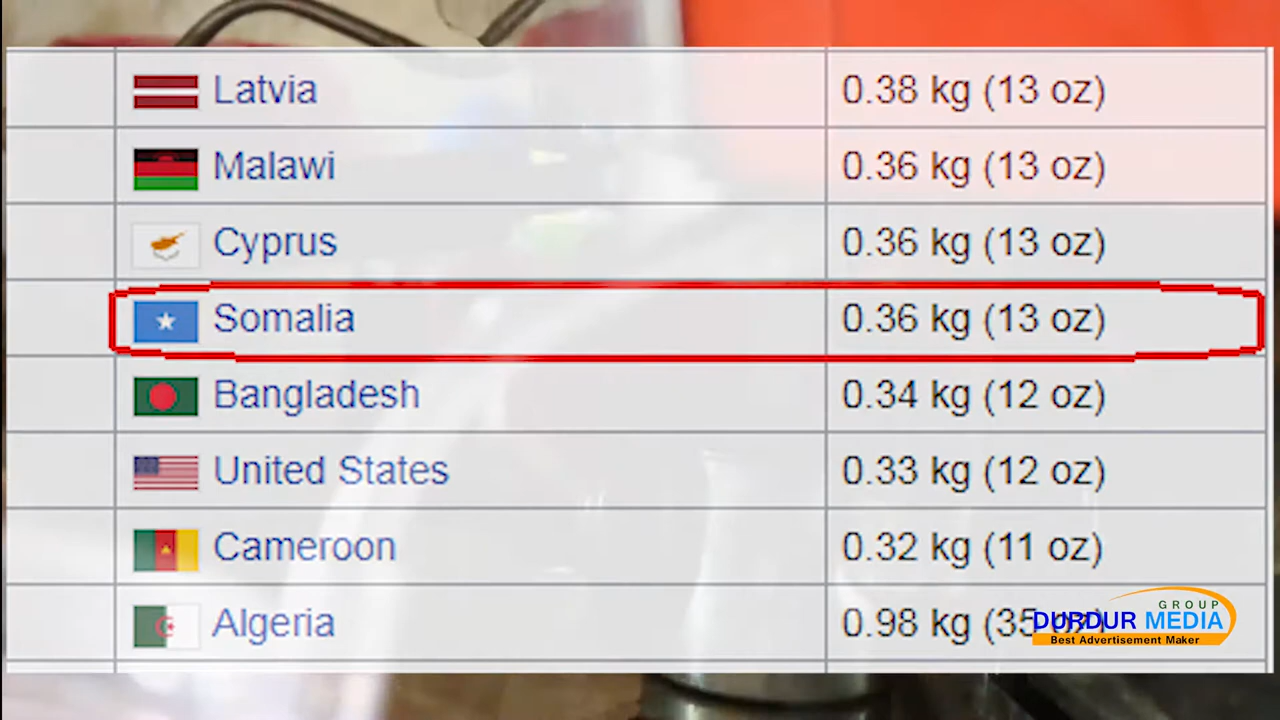 Latvia 0.38 kg (13 oz)
Malawi 0.36 kg (13 oz)
Cyprus 0.36 kg (13 oz)
Somalia 0.36 kg (13 oz)
Bangladesh 0.34 kg (12 oz)
United States 0.33 kg (12 oz)
Cameroon 0.32 kg (11 oz)
Algeria 0.98 kg (35 oz)
GROUP
DURDUR MEDIA
Best Advertisement Maker